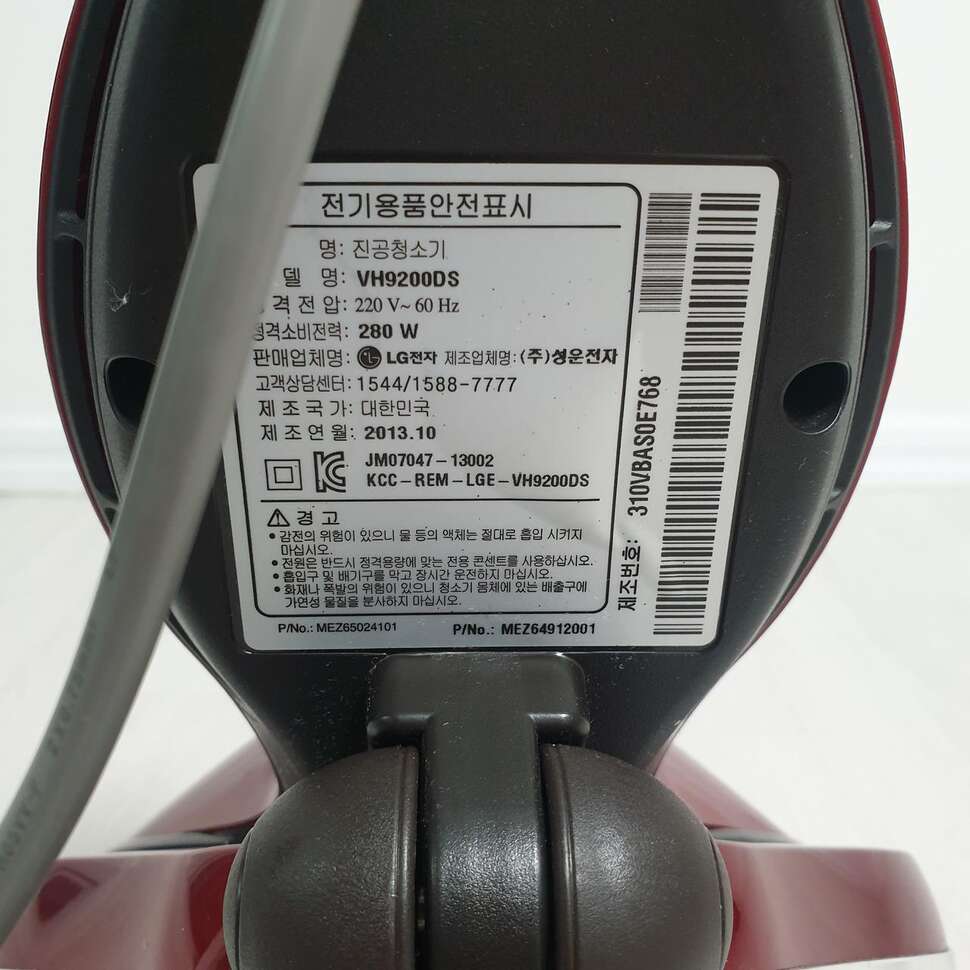 전기용품안전표시
명: 진공청소기
델 명: VH9200DS
격전압: 220 V~ 60 Hz
정격소비전력: 280 W
판매업체명: LG전자 제조업체명: (주)성운전자
고객상담센터: 1544/1588-7777
제조국가: 대한민국
제조연월: 2013.10
JM07047-13002
KCC-REM-LGE-VH9200DS
경고
• 감전의 위험이 있으니 물 등의 액체는 절대로 흡입 시키지
마십시오.
• 전원은 반드시 정격용량에 맞는 전용 콘센트를 사용하십시오.
• 흡입구 및 배기구를 막고 장시간 운전하지 마십시오.
• 화재나 폭발의 위험이 있으니 청소기 몸체에 있는 배출구에
가연성 물질을 분사하지 마십시오.
P/No.: MEZ65024101 P/No.: MEZ64912001
제조번호: 310VBAS0E768